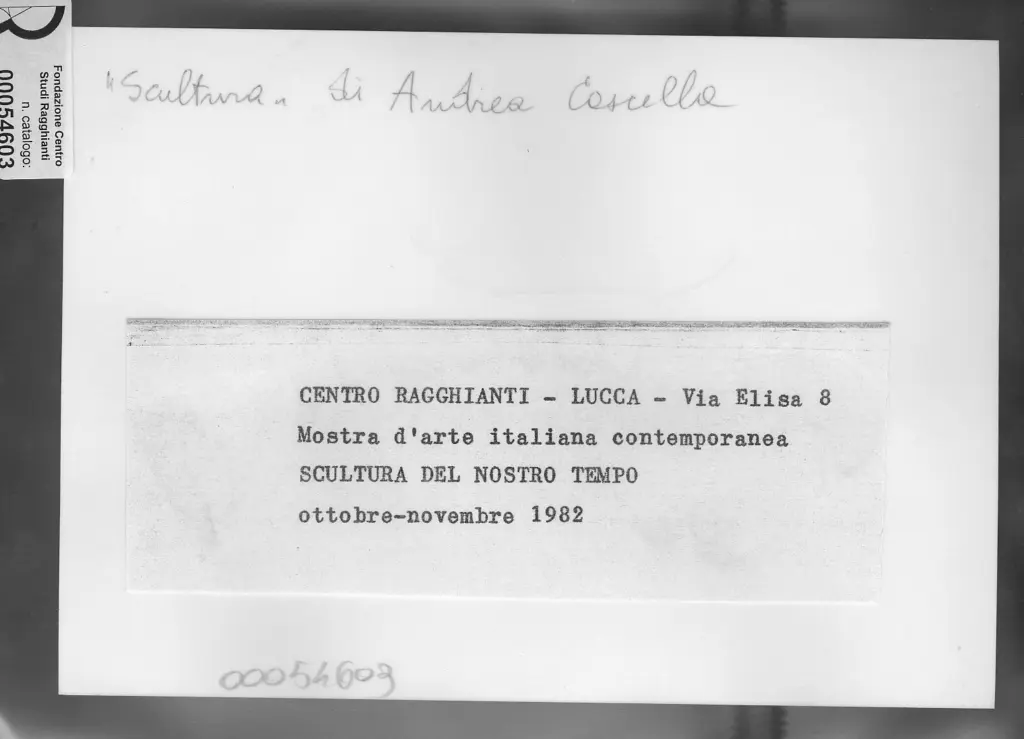 Fondazione Centro
Studi Ragghianti
n. catalogo:
00054603
"Scultura" di Andrea Cascella
CENTRO RAGGHIANTI - LUCCA - Via Elisa 8
Mostra d'arte italiana contemporanea
SCULTURA DEL NOSTRO TEMPO
ottobre-novembre 1982
00054603